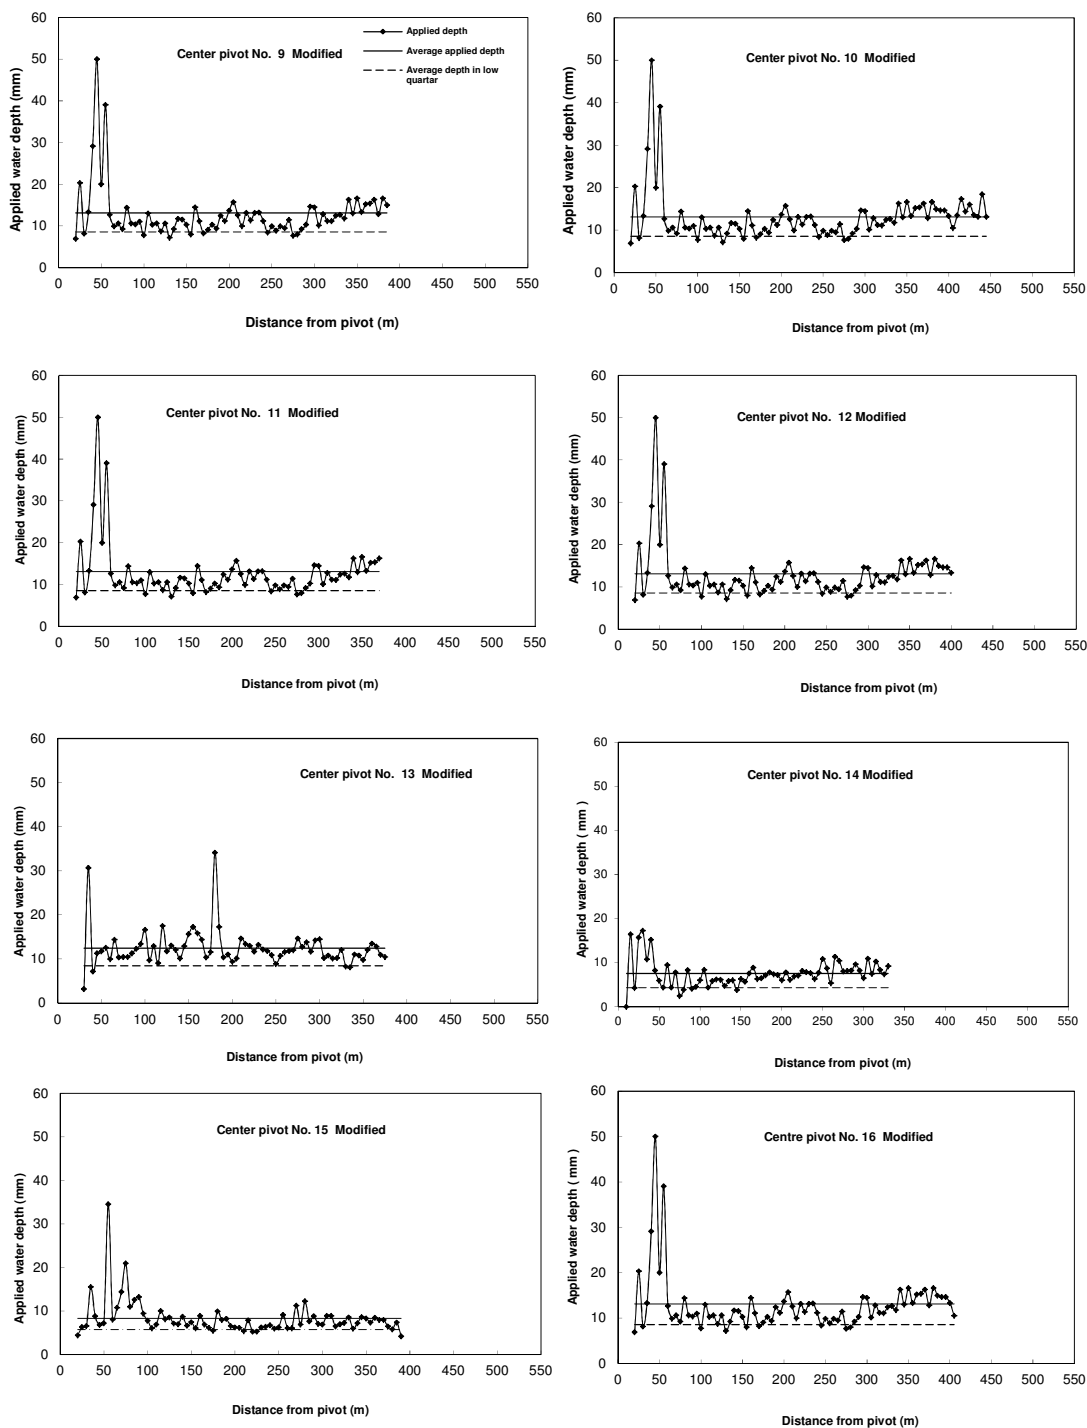 Center pivot No. 9 Modified
Applied depth
Average applied depth
Average depth in low
quartar
Applied water depth (mm)
60
50
40
30
20
10
0
0 50 100 150 200 250 300 350 400 450 500 550
Distance from pivot (m)
Center pivot No. 10 Modified
Applied water depth (mm)
60
50
40
30
20
10
0
0 50 100 150 200 250 300 350 400 450 500 550
Distance from pivot (m)
Center pivot No. 11 Modified
Applied water depth (mm)
60
50
40
30
20
10
0
0 50 100 150 200 250 300 350 400 450 500 550
Distance from pivot (m)
Center pivot No. 12 Modified
Applied water depth (mm)
60
50
40
30
20
10
0
0 50 100 150 200 250 300 350 400 450 500 550
Distance from pivot (m)
Center pivot No. 13 Modified
Applied water depth (mm)
60
50
40
30
20
10
0
0 50 100 150 200 250 300 350 400 450 500 550
Distance from pivot (m)
Center pivot No. 14 Modified
Applied water depth ( mm )
60
50
40
30
20
10
0
0 50 100 150 200 250 300 350 400 450 500 550
Distance from pivot (m)
Center pivot No. 15 Modified
Applied water depth (mm)
60
50
40
30
20
10
0
0 50 100 150 200 250 300 350 400 450 500 550
Distance from pivot (m)
Centre pivot No. 16 Modified
Applied water depth ( mm )
60
50
40
30
20
10
0
0 50 100 150 200 250 300 350 400 450 500 550
Distance from pivot (m)